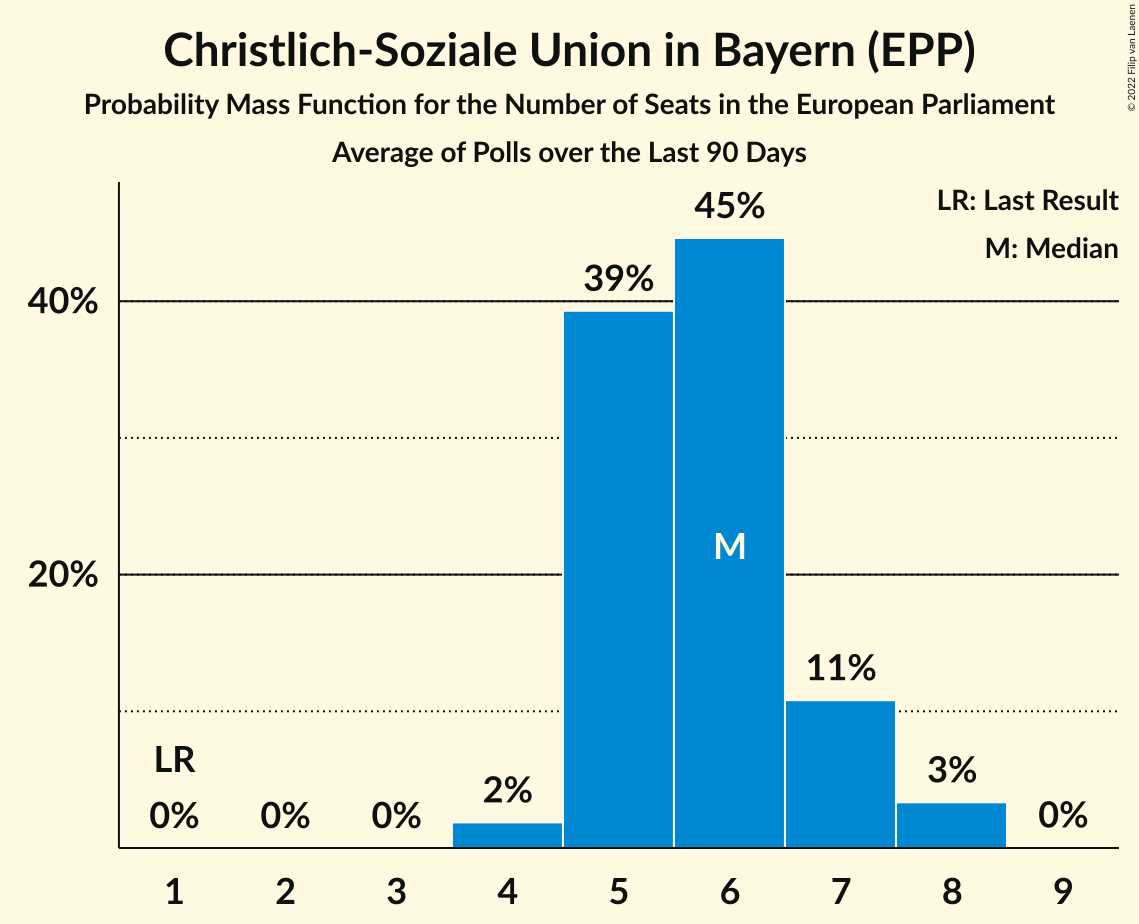 Christlich-Soziale Union in Bayern (EPP)
Probability Mass Function for the Number of Seats in the European Parliament
Average of Polls over the Last 90 Days
© 2022 Filip van Laenen
LR: Last Result
M: Median
45%
39%
40%
M
20%
11%
LR
3%
2%
0% 0% 0% 0%
1 2 3 4 5 6 7 8 9